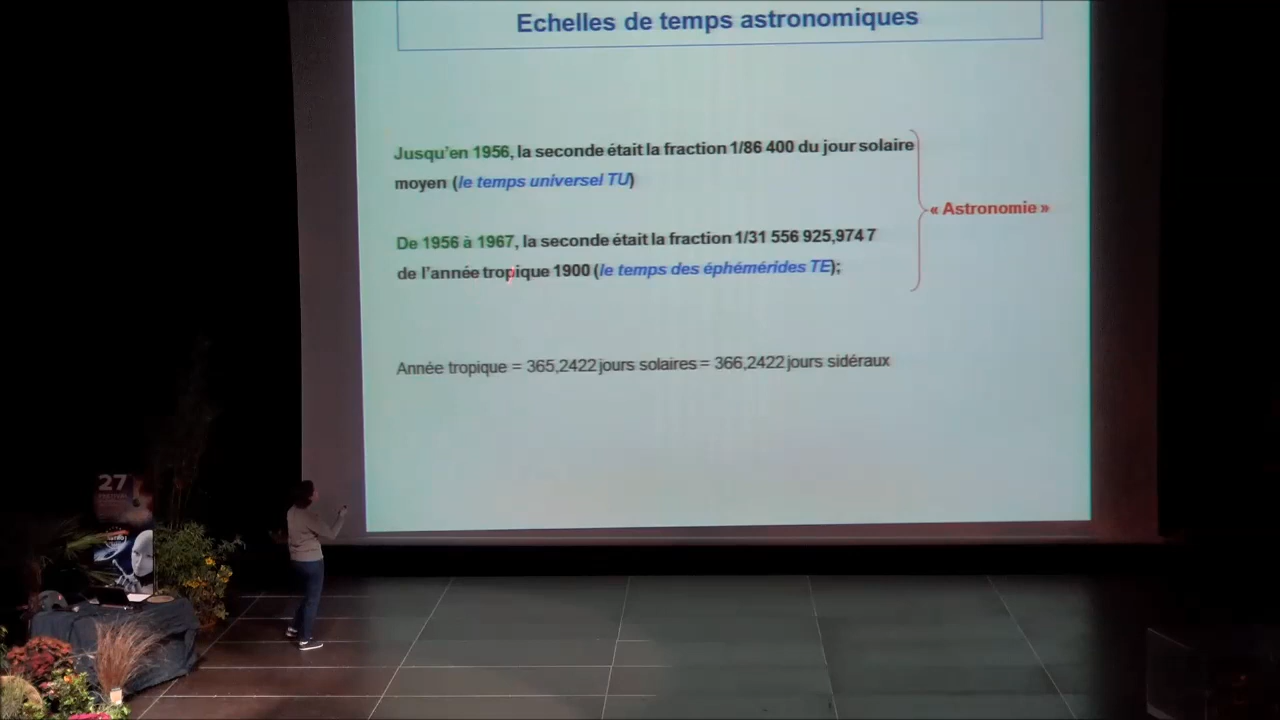 Echelles de temps astronomiques
Jusqu'en 1956, la seconde était la fraction 1/86 400 du jour solaire
moyen (le temps universel TU)
« Astronomie »
De 1956 à 1967, la seconde était la fraction 1/31 556 925,974 7
de l'année tropique 1900 (le temps des éphémérides TE);
Année tropique = 365,2422 jours solaires = 366,2422 jours sidéraux
27